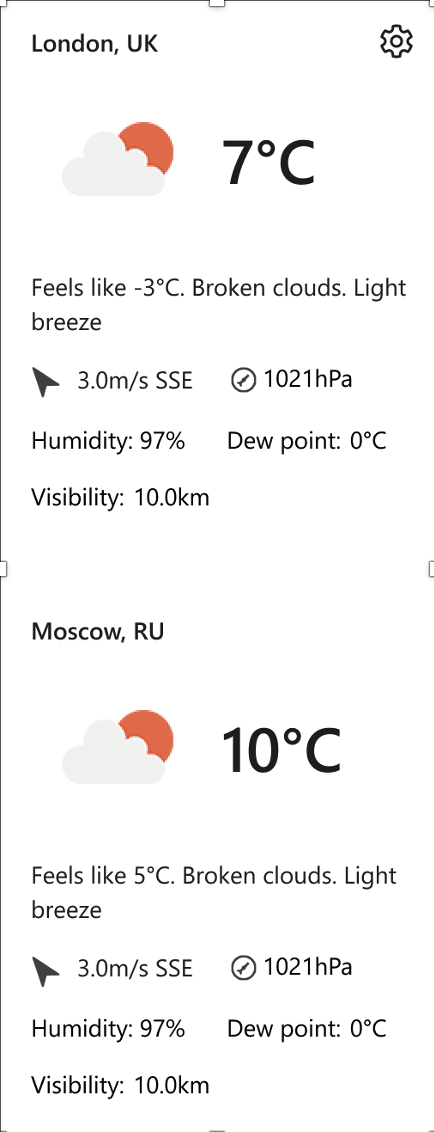 London, UK
7°C
Feels like -3°C. Broken clouds. Light
breeze
3.0m/s SSE 1021hPa
Humidity: 97% Dew point: 0°C
Visibility: 10.0km
Moscow, RU
10°C
Feels like 5°C. Broken clouds. Light
breeze
3.0m/s SSE 1021hPa
Humidity: 97% Dew point: 0°C
Visibility: 10.0km